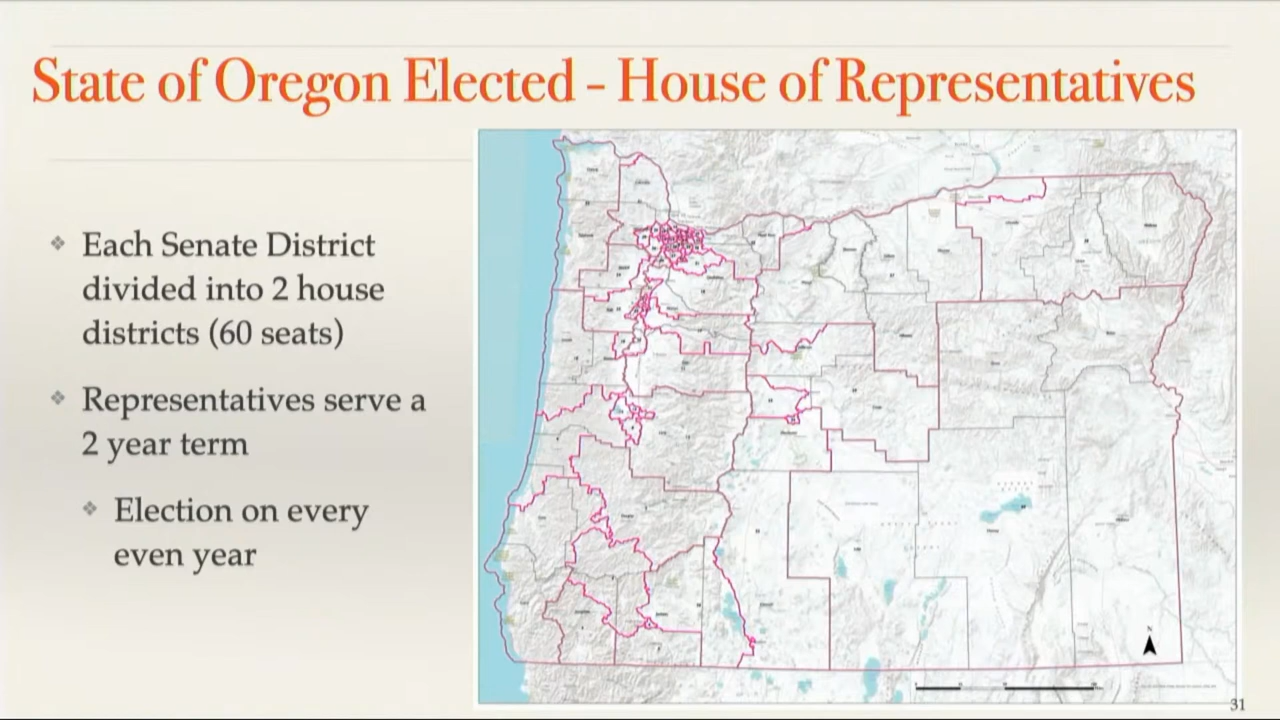 State of Oregon Elected - House of Representatives
❖ Each Senate District
divided into 2 house
districts (60 seats)
❖ Representatives serve a
2 year term
❖ Election on every
even year
N
31